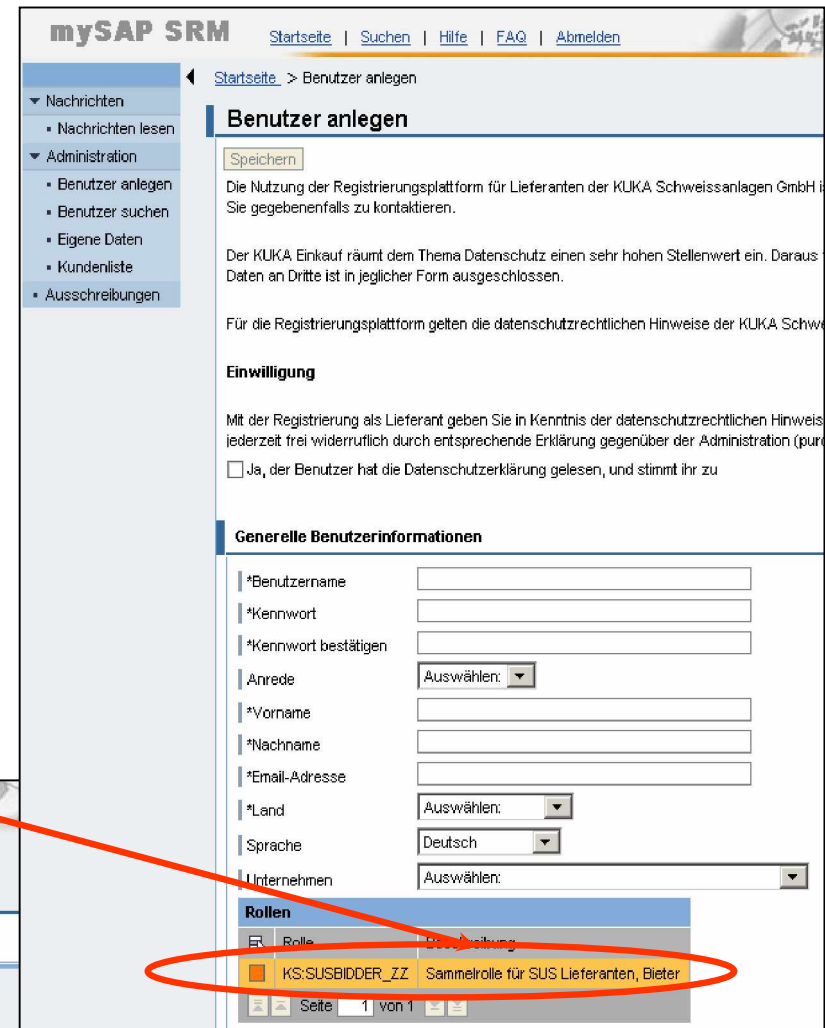 mySAP SRM
Startseite | Suchen | Hilfe | FAQ | Abmelden
Startseite > Benutzer anlegen
Nachrichten
Nachrichten lesen
Administration
Benutzer anlegen
Benutzer suchen
Eigene Daten
Kundenliste
Ausschreibungen
Benutzer anlegen
Speichern
Die Nutzung der Registrierungsplattform für Lieferanten der KUKA Schweissanlagen GmbH i
Sie gegebenenfalls zu kontaktieren.
Der KUKA Einkauf räumt dem Thema Datenschutz einen sehr hohen Stellenwert ein. Daraus
Daten an Dritte ist in jeglicher Form ausgeschlossen.
Für die Registrierungsplattform gelten die datenschutzrechtlichen Hinweise der KUKA Schwe
Einwilligung
Mit der Registrierung als Lieferant geben Sie in Kenntnis der datenschutzrechtlichen Hinweis
jederzeit frei widerruflich durch entsprechende Erklärung gegenüber der Administration (pur
Ja, der Benutzer hat die Datenschutzerklärung gelesen, und stimmt ihr zu
Generelle Benutzerinformationen
*Benutzername
*Kennwort
*Kennwort bestätigen
Anrede Auswählen:
*Vorname
*Nachname
*Email-Adresse
*Land Auswählen:
Sprache Deutsch
Unternehmen Auswählen:
Rollen
Rolle Beschreibung
KS:SUSBIDDER_ZZ Sammelrolle für SUS Lieferanten, Bieter
Seite 1 von 1